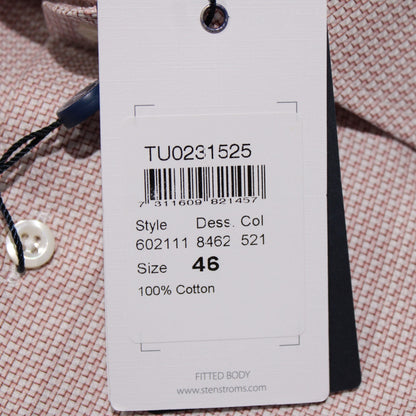 TU0231525
7 311609 821457
Style Dess. Col
602111 8462 521
Size 46
100% Cotton
FITTED BODY
www.stenstroms.com